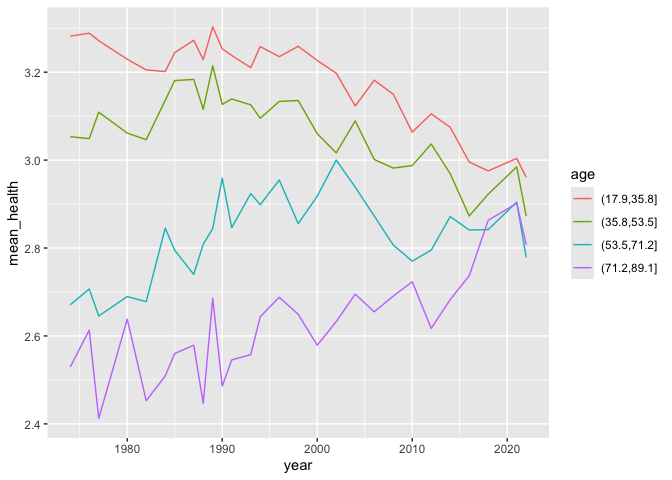 mean_health
3.2
3.0
2.8
2.6
2.4
1980 1990 2000 2010 2020
year
age
(17.9,35.8]
(35.8,53.5]
(53.5,71.2]
(71.2,89.1]